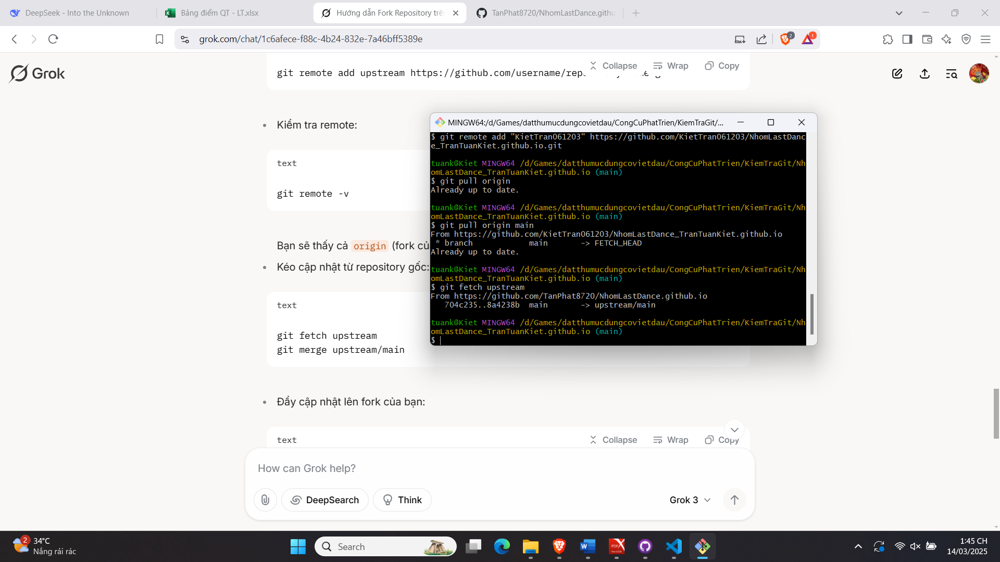 DeepSeek - Into the Unknown
Bảng điểm QT - LT.xlsx
Hướng dẫn Fork Repository trê
TanPhat8720/NhomLastDance.githu
grok.com/chat/1c6afece-f88c-4b24-832e-7a46bff5389e
2
1
Grok
Collapse
Wrap
Copy
git remote add upstream https://github.com/username/rep
Kiểm tra remote:
text
git remote -v
Bạn sẽ thấy cả origin (fork củ
Kéo cập nhật từ repository gốc:
text
git fetch upstream
git merge upstream/main
Đẩy cập nhật lên fork của bạn:
text
Collapse
Wrap
Copy
MINGW64:/d/Games/datthumucdungcovietdau/CongCuPhatTrien/KiemTraGit/...
$ git remote add "KietTran061203" https://github.com/KietTran061203/NhomLastDanc
e_TranTuanKiet.github.io.git
tuank@Kiet MINGW64 /d/Games/datthumucdungcovietdau/CongCuPhatTrien/KiemTraGit/Nh
omLastDance_TranTuanKiet.github.io (main)
$ git pull origin
Already up to date.
tuank@Kiet MINGW64 /d/Games/datthumucdungcovietdau/CongCuPhatTrien/KiemTraGit/Nh
omLastDance_TranTuanKiet.github.io (main)
$ git pull origin main
From https://github.com/KietTran061203/NhomLastDance_TranTuanKiet.github.io
* branch main -> FETCH_HEAD
Already up to date.
tuank@Kiet MINGW64 /d/Games/datthumucdungcovietdau/CongCuPhatTrien/KiemTraGit/Nh
omLastDance_TranTuanKiet.github.io (main)
$ git fetch upstream
From https://github.com/TanPhat8720/NhomLastDance.github.io
704c235..8a4238b main -> upstream/main
tuank@Kiet MINGW64 /d/Games/datthumucdungcovietdau/CongCuPhatTrien/KiemTraGit/Nh
omLastDance_TranTuanKiet.github.io (main)
$
How can Grok help?
DeepSearch
Think
Grok 3
2
34°C
Nắng rải rác
Search
1:45 CH
14/03/2025